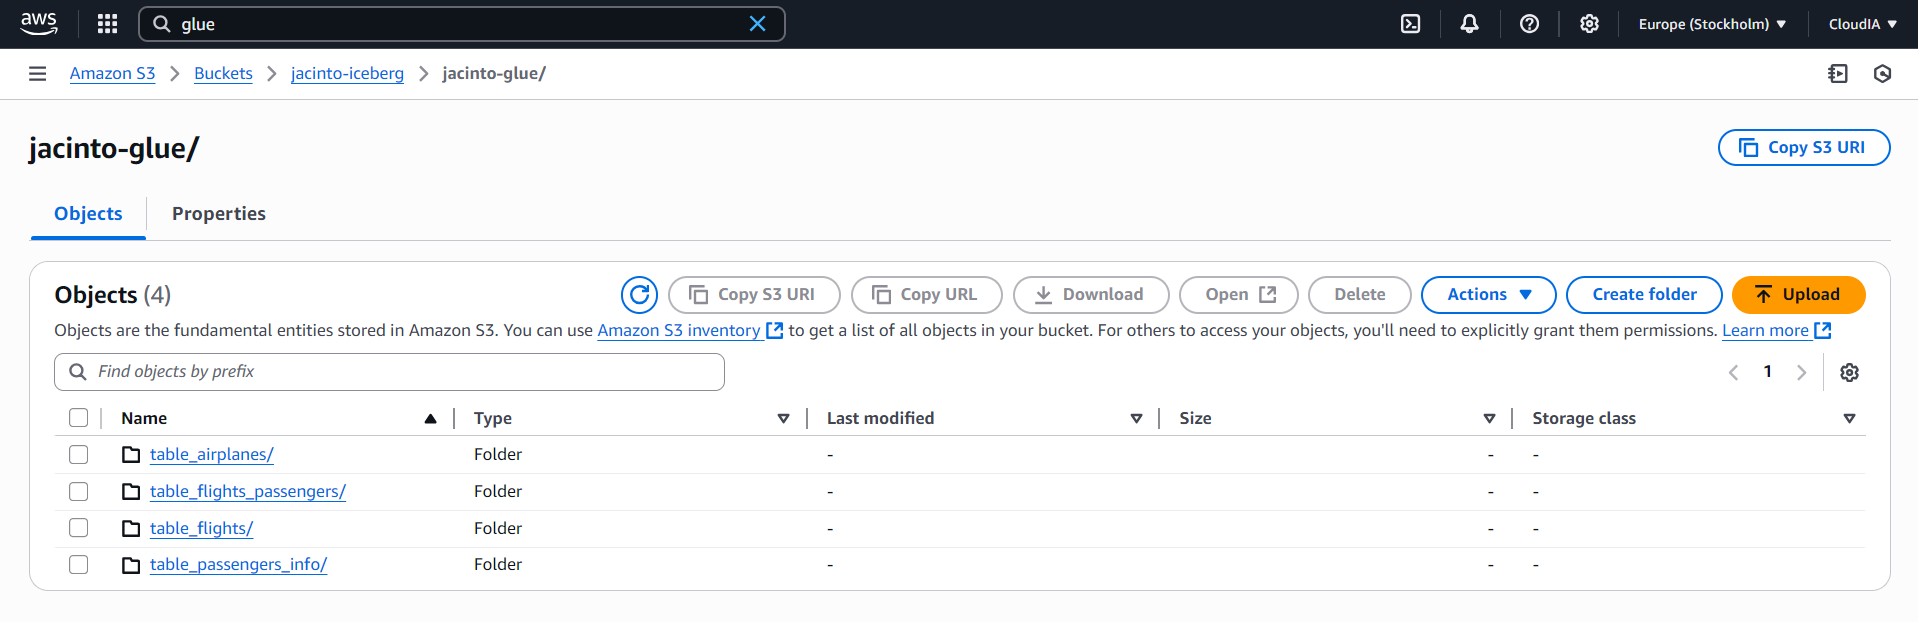 aws
glue
Europe (Stockholm)
CloudIA
Amazon S3
Buckets
jacinto-iceberg
jacinto-glue/
jacinto-glue/
Copy S3 URI
Objects
Properties
Objects (4)
Copy S3 URI
Copy URL
Download
Open
Delete
Actions
Create folder
Upload
Objects are the fundamental entities stored in Amazon S3. You can use Amazon S3 inventory to get a list of all objects in your bucket. For others to access your objects, you'll need to explicitly grant them permissions. Learn more
Find objects by prefix
1
Name Type Last modified Size Storage class
table_airplanes/ Folder - - -
table_flights_passengers/ Folder - - -
table_flights/ Folder - - -
table_passengers_info/ Folder - - -